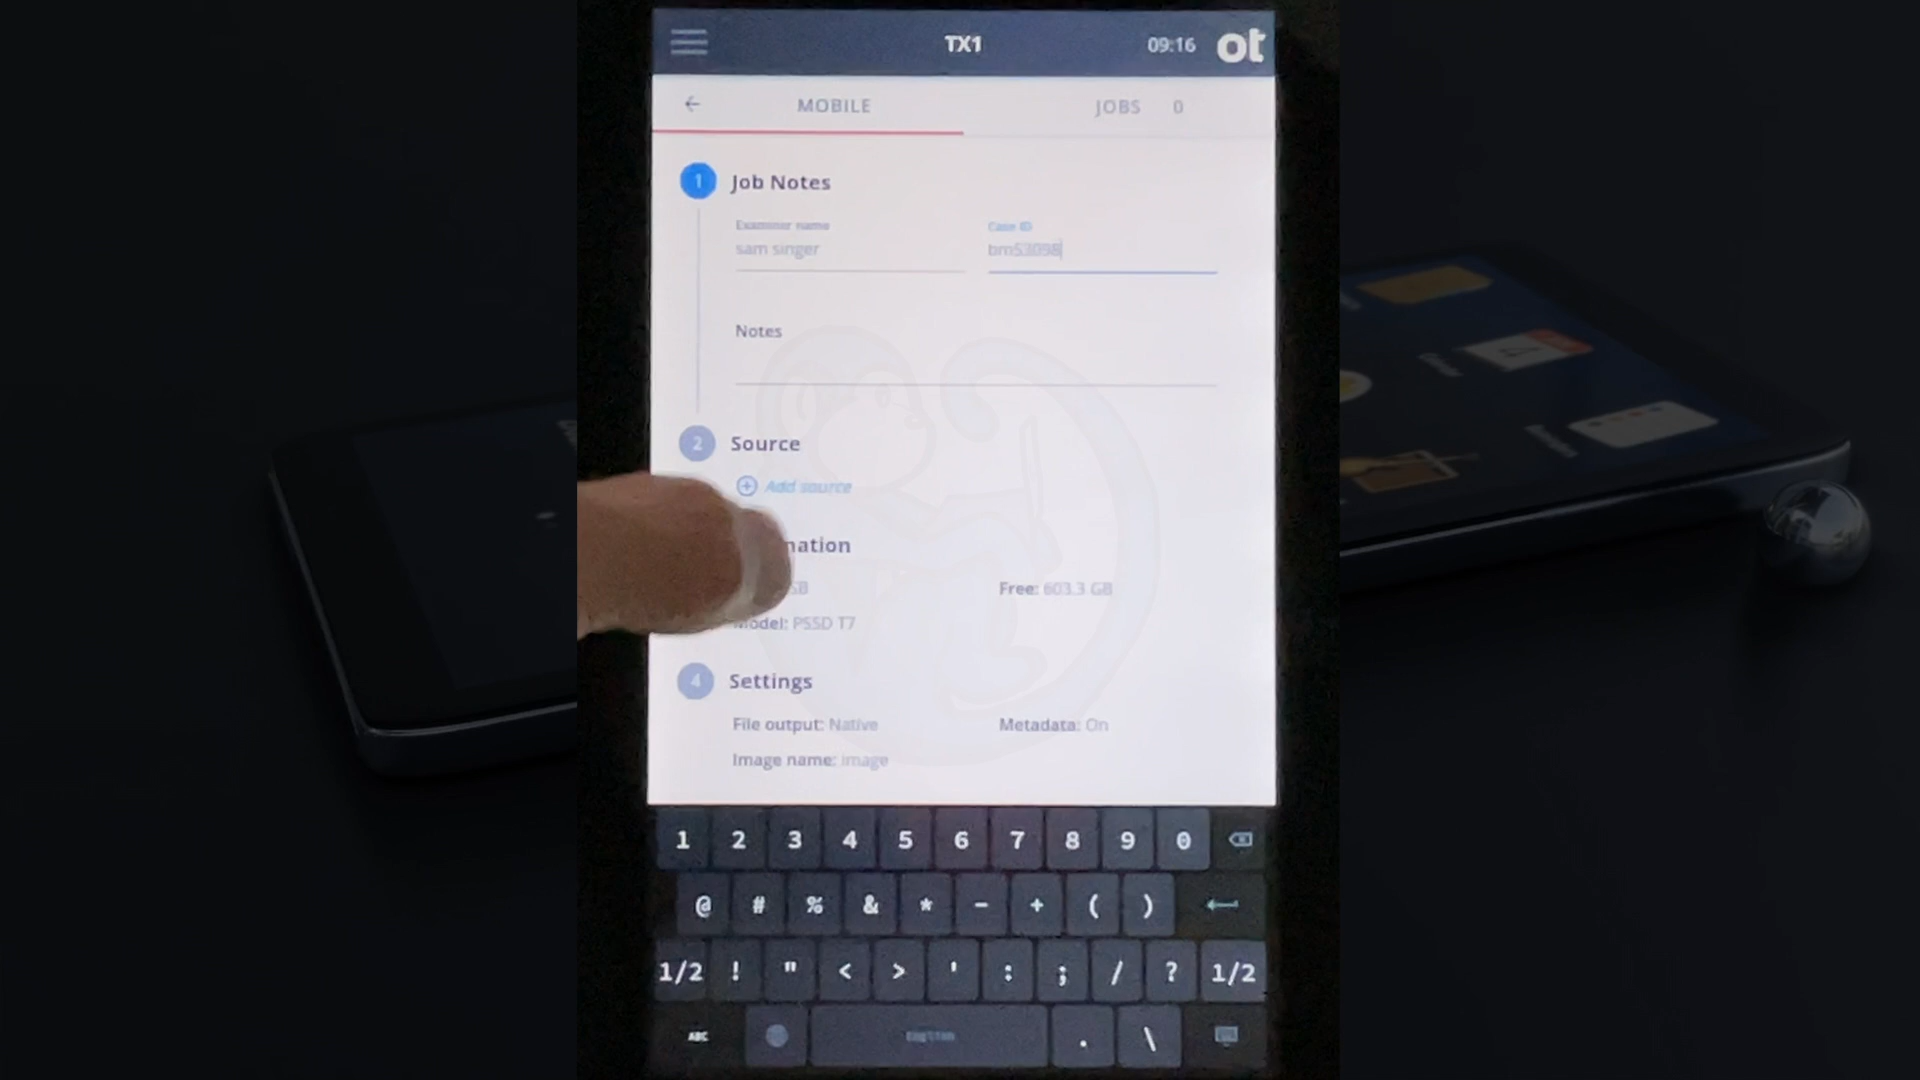 TX1 09:16 ot
MOBILE JOBS 0
1 Job Notes
Examiner name Case ID
sam singer bm53098
Notes
2 Source
Add source
nation
SB Free: 603.3 GB
Model: PSSD T7
4 Settings
File output: Native Metadata: On
Image name: image
1 2 3 4 5 6 7 8 9 0
@ # % & * - + ( )
1/2 ! " < > ' : ; / ? 1/2
ABC English . \